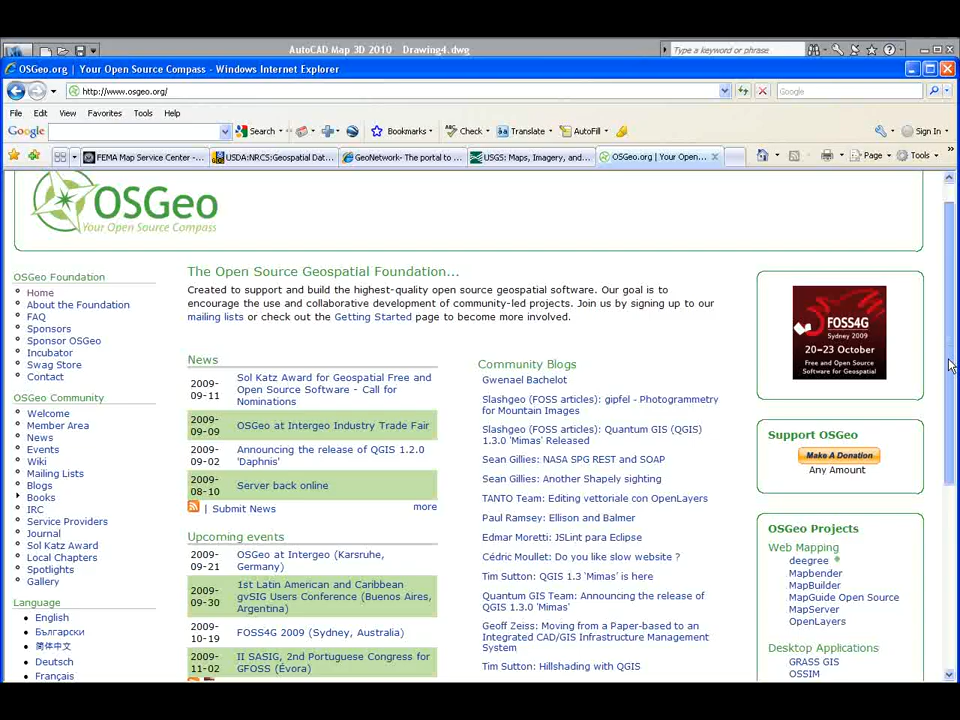 AutoCAD Map 3D 2010 Drawing4.dwg
Type a keyword or phrase
OSGeo.org | Your Open Source Compass - Windows Internet Explorer
http://www.osgeo.org/
Google
File Edit View Favorites Tools Help
Google
Search
Bookmarks
Check
Translate
AutoFill
Sign In
FEMA Map Service Center -...
USDA:NRCS:Geospatial Dat...
GeoNetwork- The portal to ...
USGS: Maps, Imagery, and...
OSGeo.org | Your Open...
Page
Tools
OSGeo
Your Open Source Compass
OSGeo Foundation
Home
About the Foundation
FAQ
Sponsors
Sponsor OSGeo
Incubator
Swag Store
Contact
OSGeo Community
Welcome
Member Area
News
Events
Wiki
Mailing Lists
Blogs
Books
IRC
Service Providers
Journal
Sol Katz Award
Local Chapters
Spotlights
Gallery
Language
English
Български
简体中文
Deutsch
Français
The Open Source Geospatial Foundation...
Created to support and build the highest-quality open source geospatial software. Our goal is to
encourage the use and collaborative development of community-led projects. Join us by signing up to our
mailing lists or check out the Getting Started page to become more involved.
News
2009-09-11 Sol Katz Award for Geospatial Free and
Open Source Software - Call for
Nominations
2009-09-09 OSGeo at Intergeo Industry Trade Fair
2009-09-02 Announcing the release of QGIS 1.2.0
'Daphnis'
2009-08-10 Server back online
| Submit News more
Upcoming events
2009-09-21 OSGeo at Intergeo (Karsruhe,
Germany)
2009-09-30 1st Latin American and Caribbean
gvSIG Users Conference (Buenos Aires,
Argentina)
2009-10-19 FOSS4G 2009 (Sydney, Australia)
2009-11-02 II SASIG, 2nd Portuguese Congress for
GFOSS (Évora)
Community Blogs
Gwenael Bachelot
Slashgeo (FOSS articles): gipfel - Photogrammetry
for Mountain Images
Slashgeo (FOSS articles): Quantum GIS (QGIS)
1.3.0 'Mimas' Released
Sean Gillies: NASA SPG REST and SOAP
Sean Gillies: Another Shapely sighting
TANTO Team: Editing vettoriale con OpenLayers
Paul Ramsey: Ellison and Balmer
Edmar Moretti: JSLint para Eclipse
Cédric Moullet: Do you like slow website ?
Tim Sutton: QGIS 1.3 'Mimas' is here
Quantum GIS Team: Announcing the release of
QGIS 1.3.0 'Mimas'
Geoff Zeiss: Moving from a Paper-based to an
Integrated CAD/GIS Infrastructure Management
System
Tim Sutton: Hillshading with QGIS
FOSS4G
Sydney 2009
20-23 October
Free and Open Source
Software for Geospatial
Support OSGeo
Make A Donation
Any Amount
OSGeo Projects
Web Mapping
deegree
Mapbender
MapBuilder
MapGuide Open Source
MapServer
OpenLayers
Desktop Applications
GRASS GIS
OSSIM